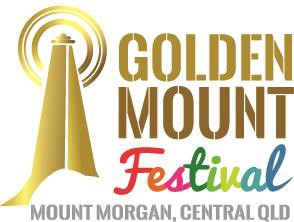 GOLDEN
MOUNT
Festival
MOUNT MORGAN, CENTRAL QLD